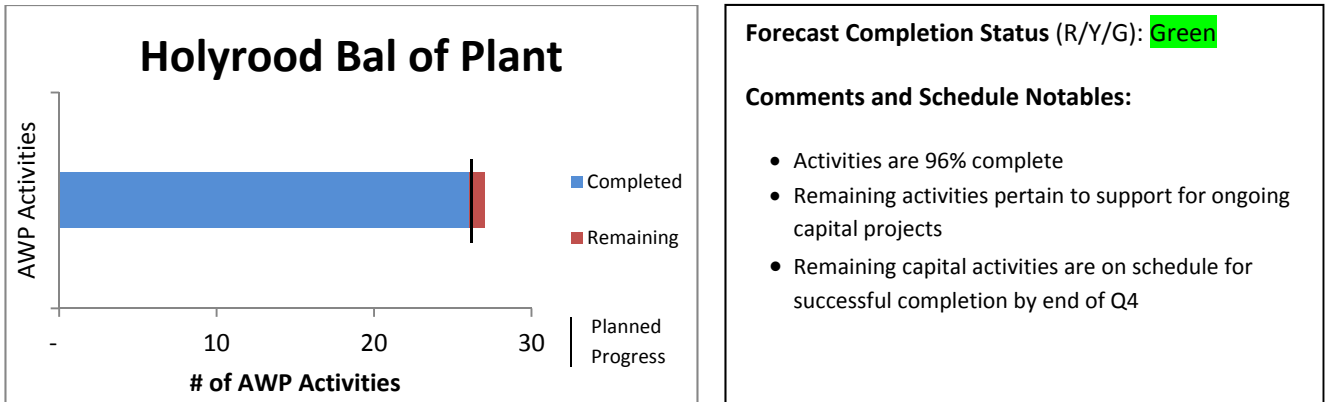 Holyrood Bal of Plant
AWP Activities
Completed
Remaining
Planned
Progress
- 10 20 30
# of AWP Activities
Forecast Completion Status (R/Y/G): Green
Comments and Schedule Notables:
• Activities are 96% complete
• Remaining activities pertain to support for ongoing
capital projects
• Remaining capital activities are on schedule for
successful completion by end of Q4